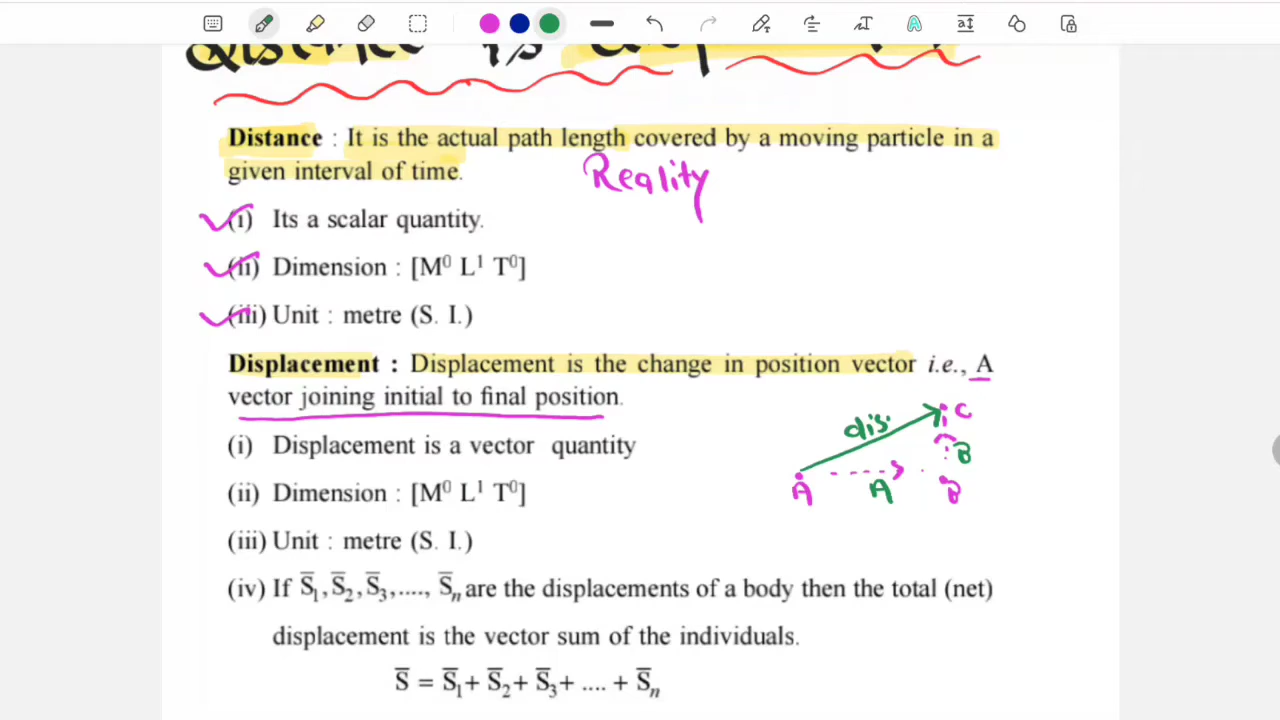 Distance is
Distance : It is the actual path length covered by a moving particle in a
given interval of time.
Reality
(i) Its a scalar quantity.
(ii) Dimension : [M⁰ L¹ T⁰]
(iii) Unit : metre (S. I.)
Displacement : Displacement is the change in position vector i.e., A
vector joining initial to final position.
C
dis.
B
A A B
(i) Displacement is a vector quantity
(ii) Dimension : [M⁰ L¹ T⁰]
(iii) Unit : metre (S. I.)
(iv) If S̅₁, S̅₂, S̅₃,...., S̅ₙ are the displacements of a body then the total (net)
displacement is the vector sum of the individuals.
S̅ = S̅₁+ S̅₂+ S̅₃+ .... + S̅ₙ